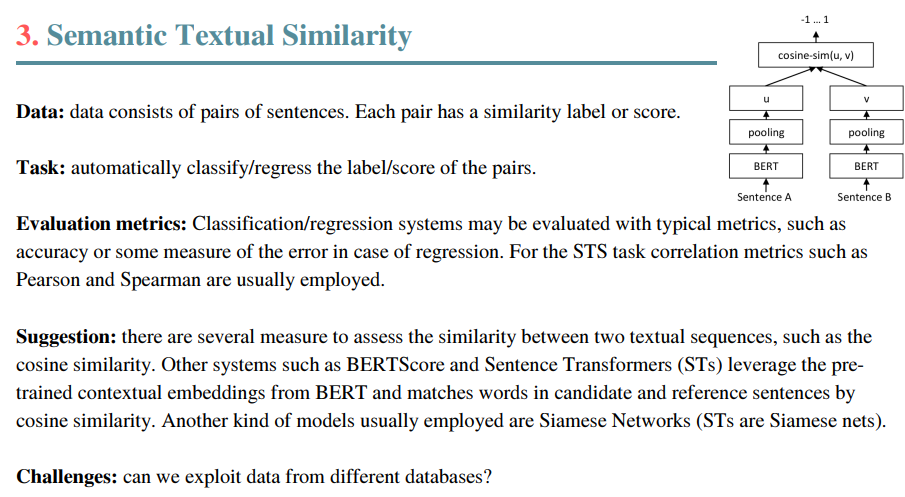 3. Semantic Textual Similarity
-1 ... 1
cosine-sim(u, v)
u
v
pooling
pooling
BERT
BERT
Sentence A
Sentence B
Data: data consists of pairs of sentences. Each pair has a similarity label or score.
Task: automatically classify/regress the label/score of the pairs.
Evaluation metrics: Classification/regression systems may be evaluated with typical metrics, such as
accuracy or some measure of the error in case of regression. For the STS task correlation metrics such as
Pearson and Spearman are usually employed.
Suggestion: there are several measure to assess the similarity between two textual sequences, such as the
cosine similarity. Other systems such as BERTScore and Sentence Transformers (STs) leverage the pre-
trained contextual embeddings from BERT and matches words in candidate and reference sentences by
cosine similarity. Another kind of models usually employed are Siamese Networks (STs are Siamese nets).
Challenges: can we exploit data from different databases?